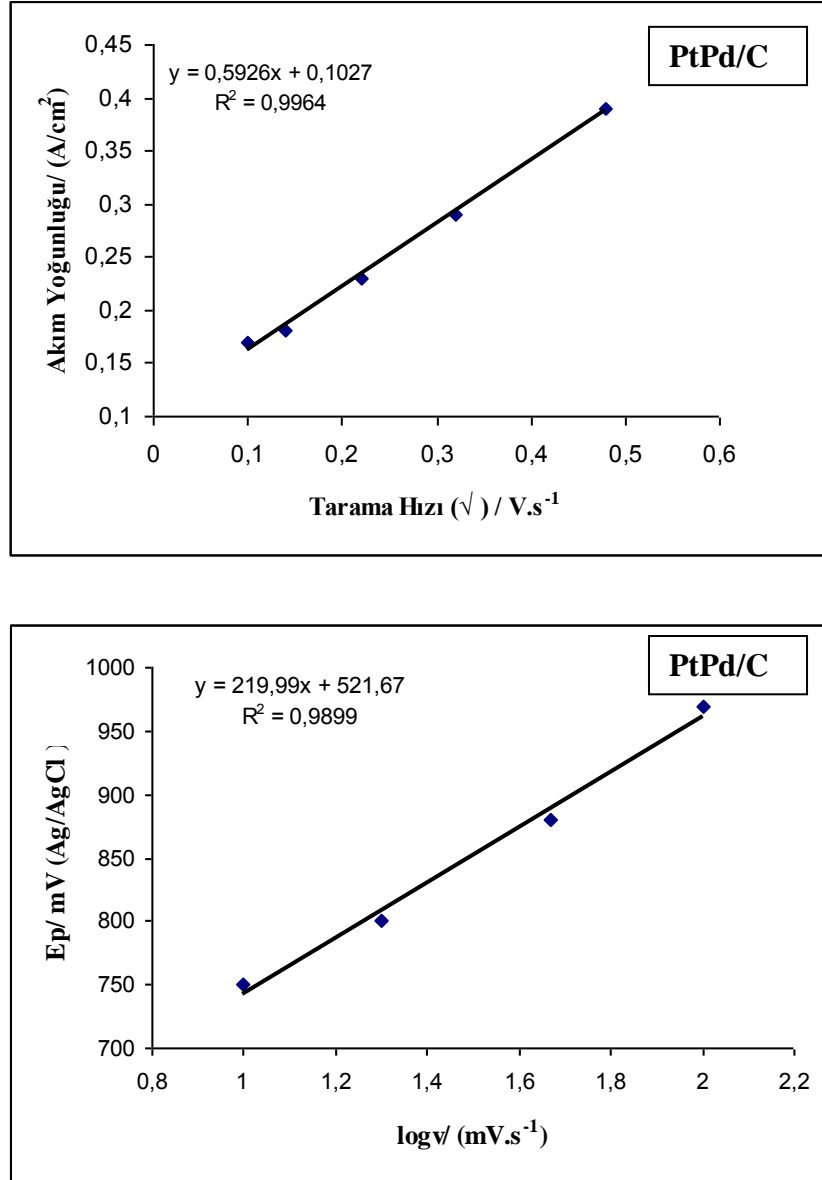 PtPd/C
y = 0,5926x + 0,1027
R² = 0,9964
Akım Yoğunluğu/ (A/cm²)
0,45
0,4
0,35
0,3
0,25
0,2
0,15
0,1
0 0,1 0,2 0,3 0,4 0,5 0,6
Tarama Hızı (√ ) / V.s⁻¹
PtPd/C
y = 219,99x + 521,67
R² = 0,9899
Ep/ mV (Ag/AgCl )
1000
950
900
850
800
750
700
0,8 1 1,2 1,4 1,6 1,8 2 2,2
logv/ (mV.s⁻¹)